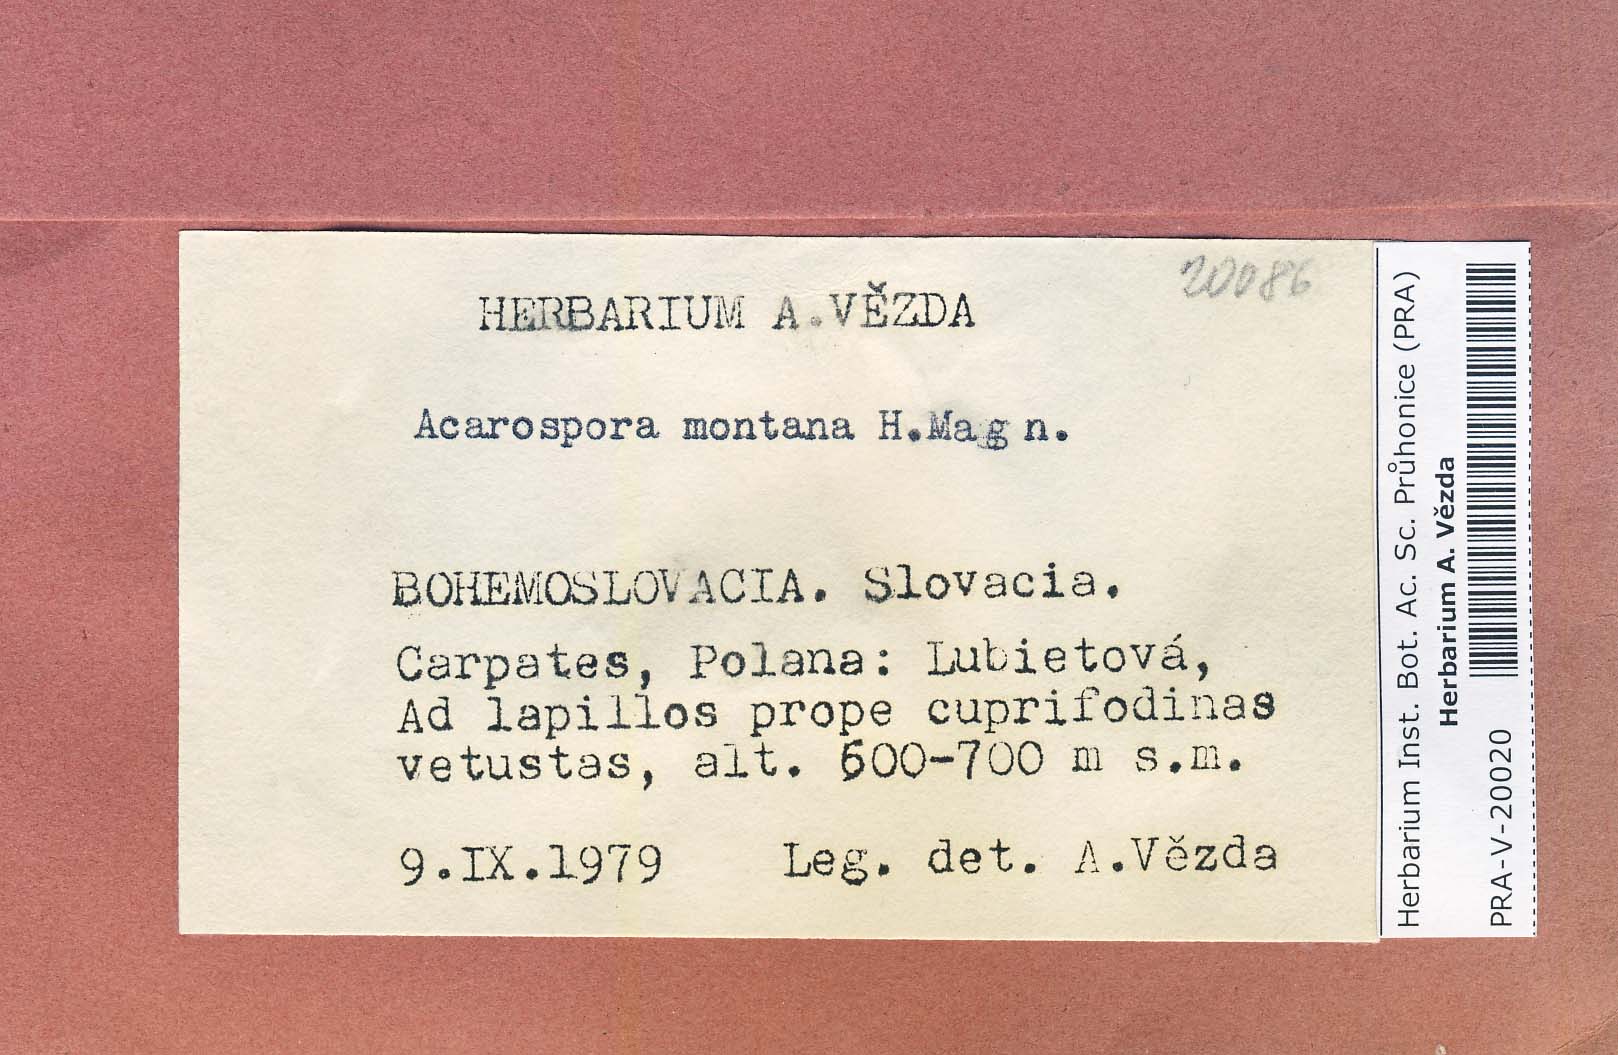 20086
HERBARIUM A.VĚZDA
Acarospora montana H.Magn.
BOHEMOSLOVACIA. Slovacia.
Carpates, Polana: Lubietová,
Ad lapillos prope cuprifodinas
vetustas, alt. 600-700 m s.m.
9.IX.1979 Leg. det. A.Vězda
Herbarium Inst. Bot. Ac. Sc. Průhonice (PRA)
Herbarium A. Vězda
PRA-V-20020